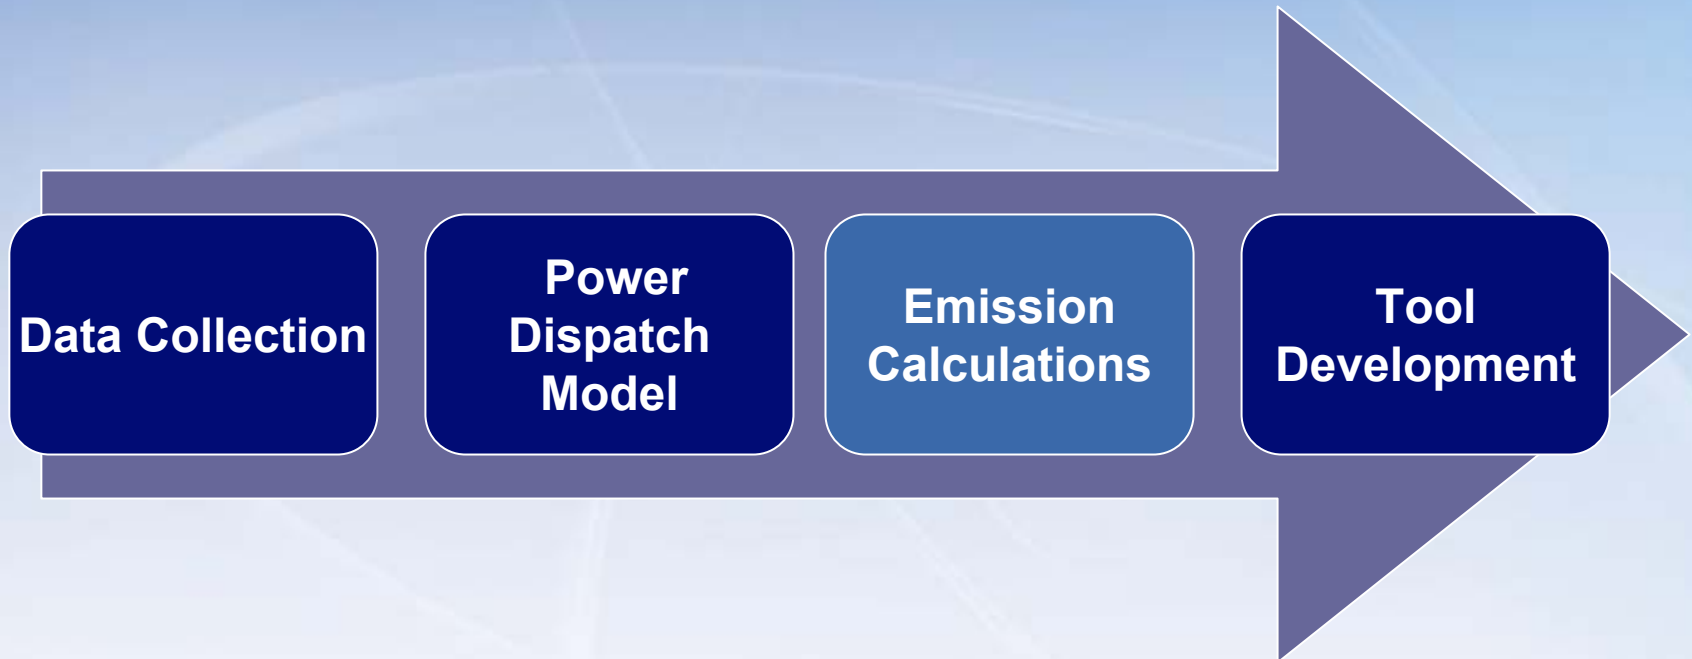 Data Collection
Power
Dispatch
Model
Emission
Calculations
Tool
Development